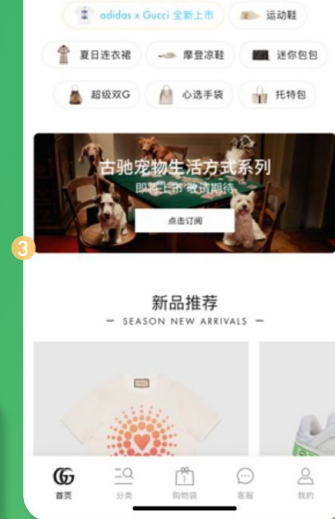 adidas x Gucci 全新上市
运动鞋
夏日连衣裙
摩登凉鞋
迷你包包
超级双G
心选手袋
托特包
古驰宠物生活方式系列
即将上市 敬请期待
点击订阅
3
新品推荐
SEASON NEW ARRIVALS
首页
分类
购物袋
客服
我的